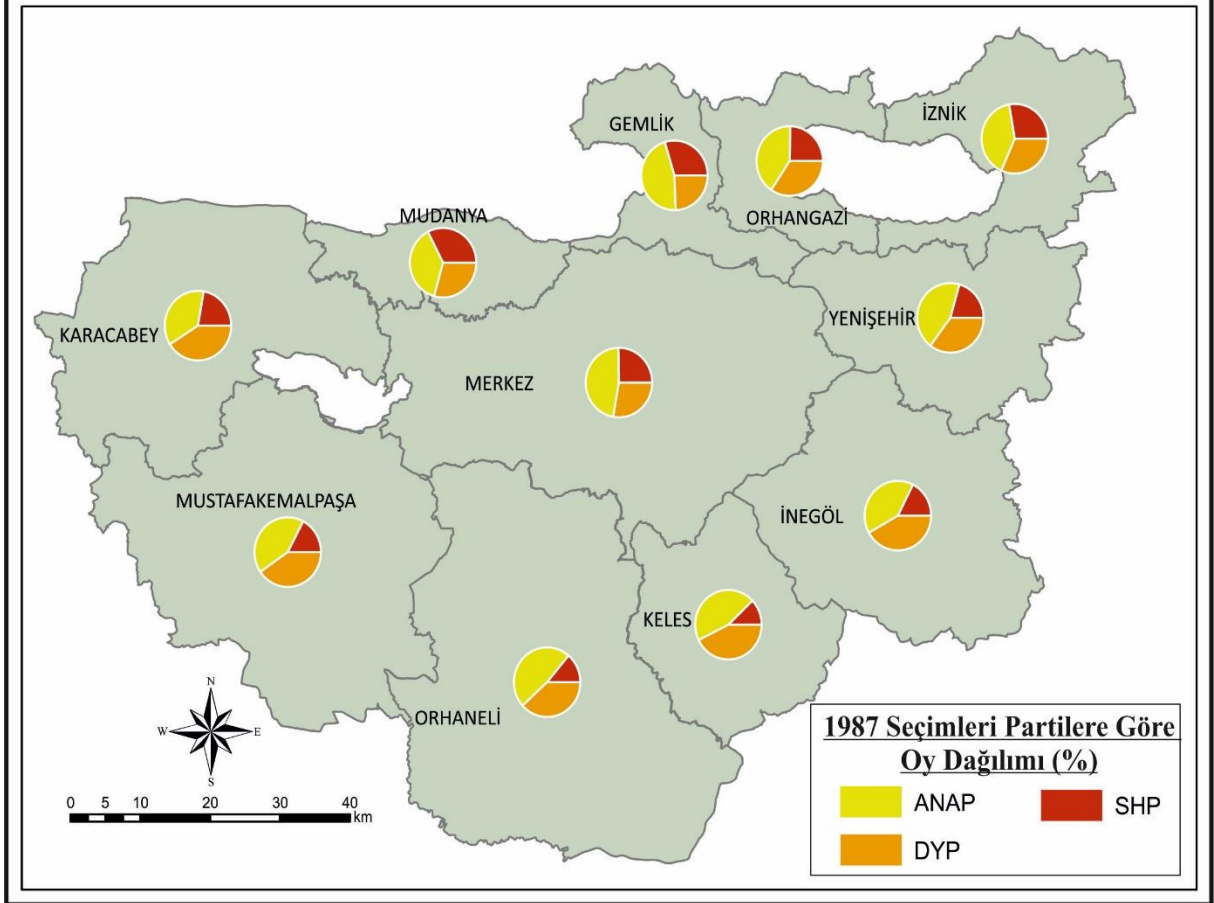 İZNİK
GEMLİK
ORHANGAZİ
MUDANYA
YENİŞEHİR
KARACABEY
MERKEZ
MUSTAFAKEMALPAŞA
İNEGÖL
KELES
ORHANELİ
N
W E
S
0 5 10 20 30 40
km
1987 Seçimleri Partilere Göre
Oy Dağılımı (%)
ANAP SHP
DYP